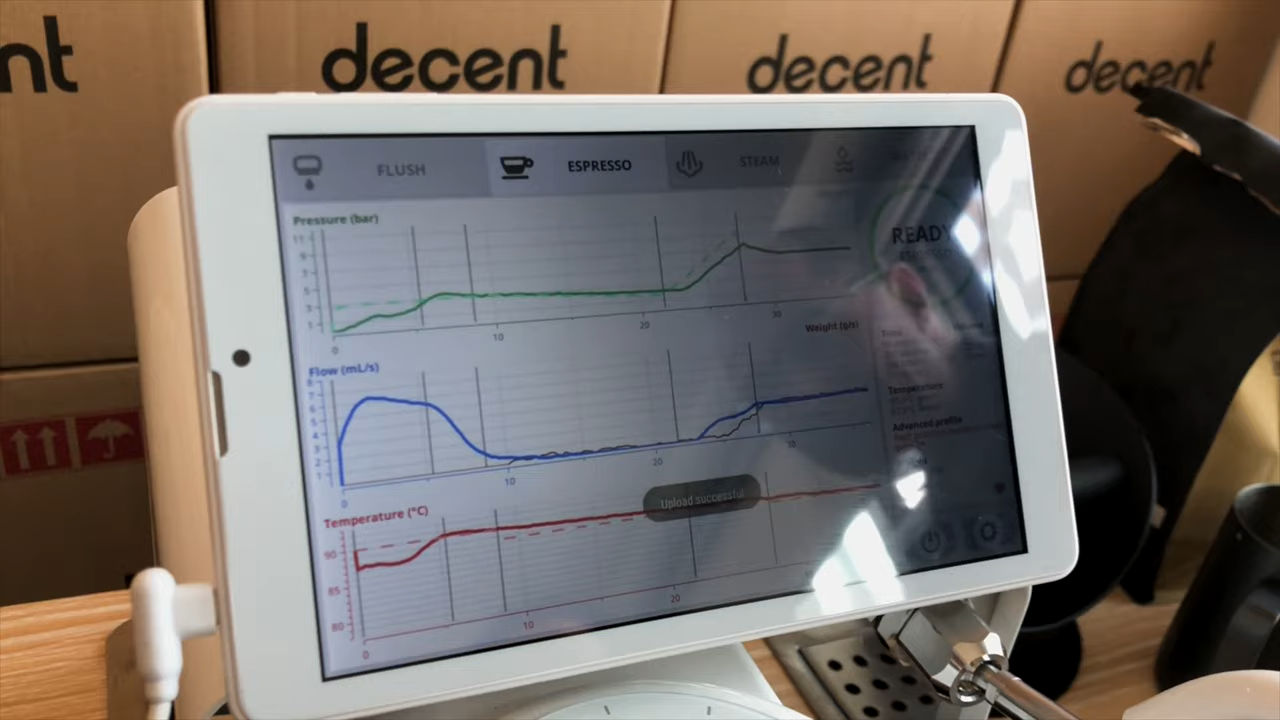 nt
decent
decent
decent
FLUSH
ESPRESSO
STEAM
Pressure (bar)
READY
11
9
7
5
3
1
0
10
20
30
Weight (g/s)
Flow (mL/s)
8
7
6
5
4
3
2
1
0
10
20
Temperature
Advanced profile
Upload successful
Temperature (°C)
90
85
80
0
10
20